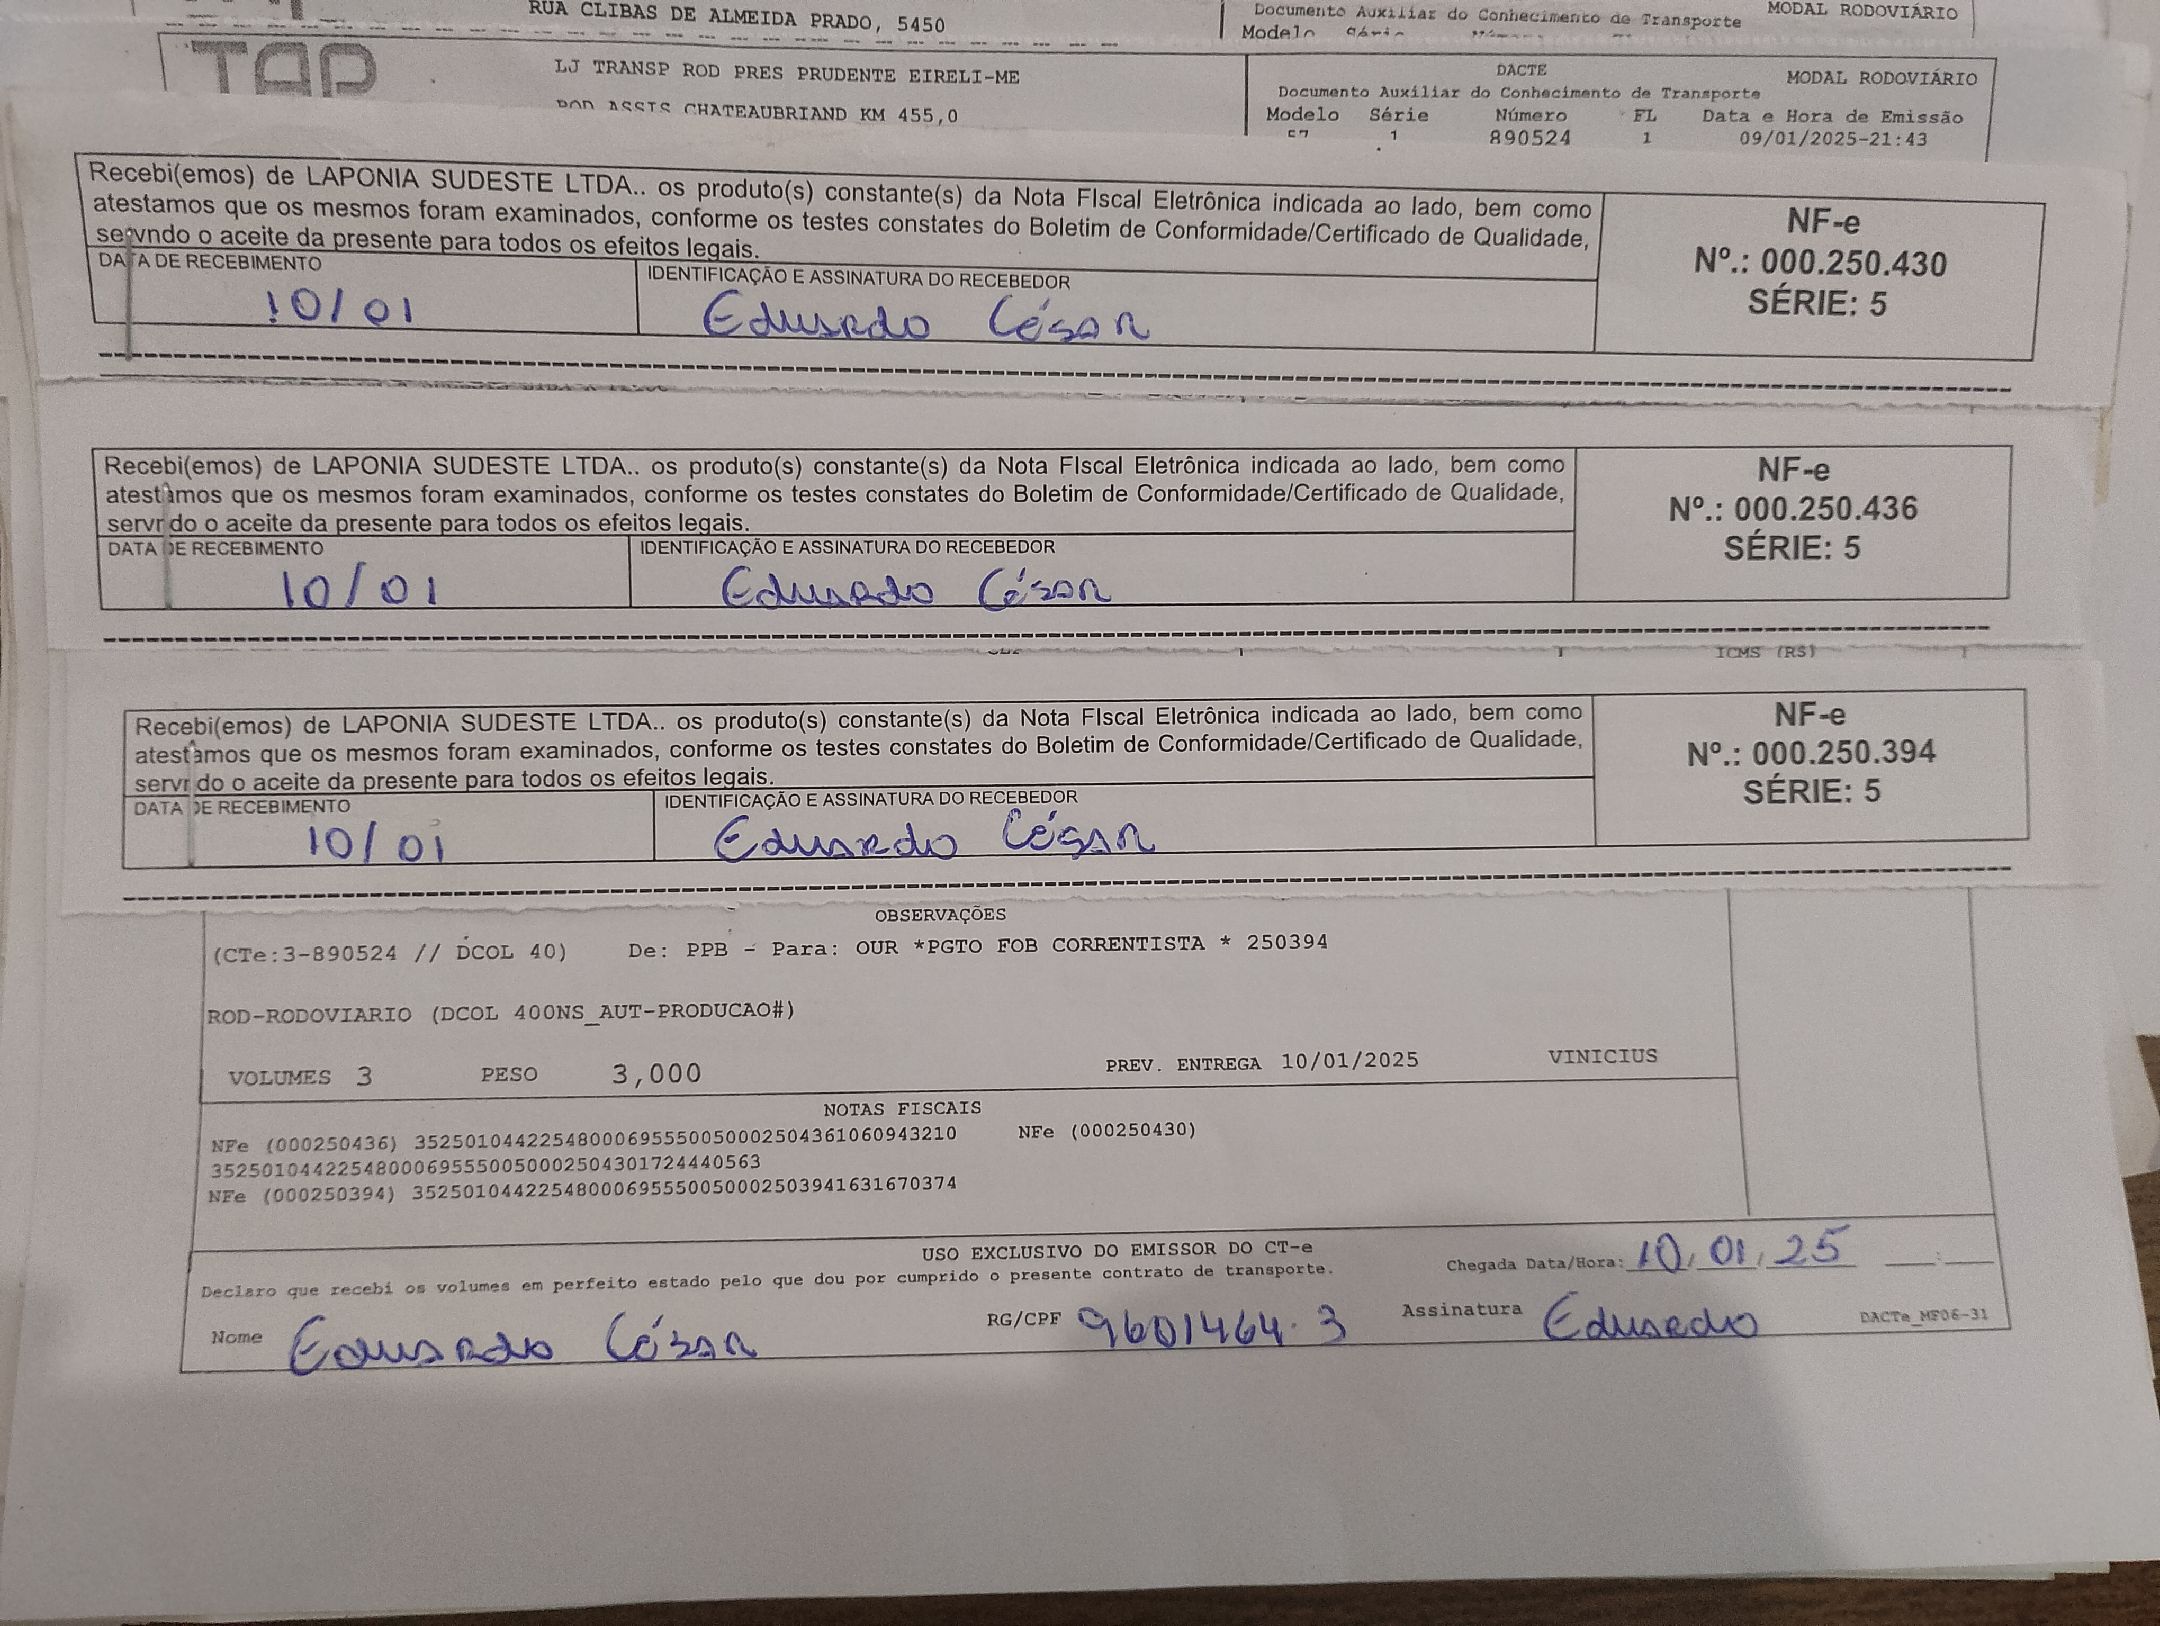 RUA CLIBAS DE ALMEIDA PRADO, 5450
Documento Auxiliar do Conhecimento de Transporte MODAL RODOVIÁRIO
Modelo Série
TAP
LJ TRANSP ROD PRES PRUDENTE EIRELI-ME
ROD ASSIS CHATEAUBRIAND KM 455,0
DACTE MODAL RODOVIÁRIO
Documento Auxiliar do Conhecimento de Transporte
Modelo Série Número FL Data e Hora de Emissão
57 1 890524 1 09/01/2025-21:43
Recebi(emos) de LAPONIA SUDESTE LTDA.. os produto(s) constante(s) da Nota FIscal Eletrônica indicada ao lado, bem como
atestamos que os mesmos foram examinados, conforme os testes constates do Boletim de Conformidade/Certificado de Qualidade,
servndo o aceite da presente para todos os efeitos legais.
DATA DE RECEBIMENTO IDENTIFICAÇÃO E ASSINATURA DO RECEBEDOR
10/01 Eduardo César
NF-e
Nº.: 000.250.430
SÉRIE: 5
Recebi(emos) de LAPONIA SUDESTE LTDA.. os produto(s) constante(s) da Nota FIscal Eletrônica indicada ao lado, bem como
atestamos que os mesmos foram examinados, conforme os testes constates do Boletim de Conformidade/Certificado de Qualidade,
servndo o aceite da presente para todos os efeitos legais.
DATA DE RECEBIMENTO IDENTIFICAÇÃO E ASSINATURA DO RECEBEDOR
10/01 Eduardo César
NF-e
Nº.: 000.250.436
SÉRIE: 5
ICMS (R$)
Recebi(emos) de LAPONIA SUDESTE LTDA.. os produto(s) constante(s) da Nota FIscal Eletrônica indicada ao lado, bem como
atestamos que os mesmos foram examinados, conforme os testes constates do Boletim de Conformidade/Certificado de Qualidade,
servndo o aceite da presente para todos os efeitos legais.
DATA DE RECEBIMENTO IDENTIFICAÇÃO E ASSINATURA DO RECEBEDOR
10/01 Eduardo César
NF-e
Nº.: 000.250.394
SÉRIE: 5
OBSERVAÇÕES
(CTe:3-890524 // DCOL 40) De: PPB - Para: OUR *PGTO FOB CORRENTISTA * 250394
ROD-RODOVIARIO (DCOL 400NS_AUT-PRODUCAO#)
VOLUMES 3 PESO 3,000 PREV. ENTREGA 10/01/2025 VINICIUS
NOTAS FISCAIS
NFe (000250436) 35250104422548000695550050002504361060943210 NFe (000250430)
35250104422548000695550050002504301724440563
NFe (000250394) 35250104422548000695550050002503941631670374
USO EXCLUSIVO DO EMISSOR DO CT-e
Declaro que recebi os volumes em perfeito estado pelo que dou por cumprido o presente contrato de transporte. Chegada Data/Hora: 10/01/25 __:__
Nome Eduardo César RG/CPF 9601464-3 Assinatura Eduardo DACTe_MF06-31